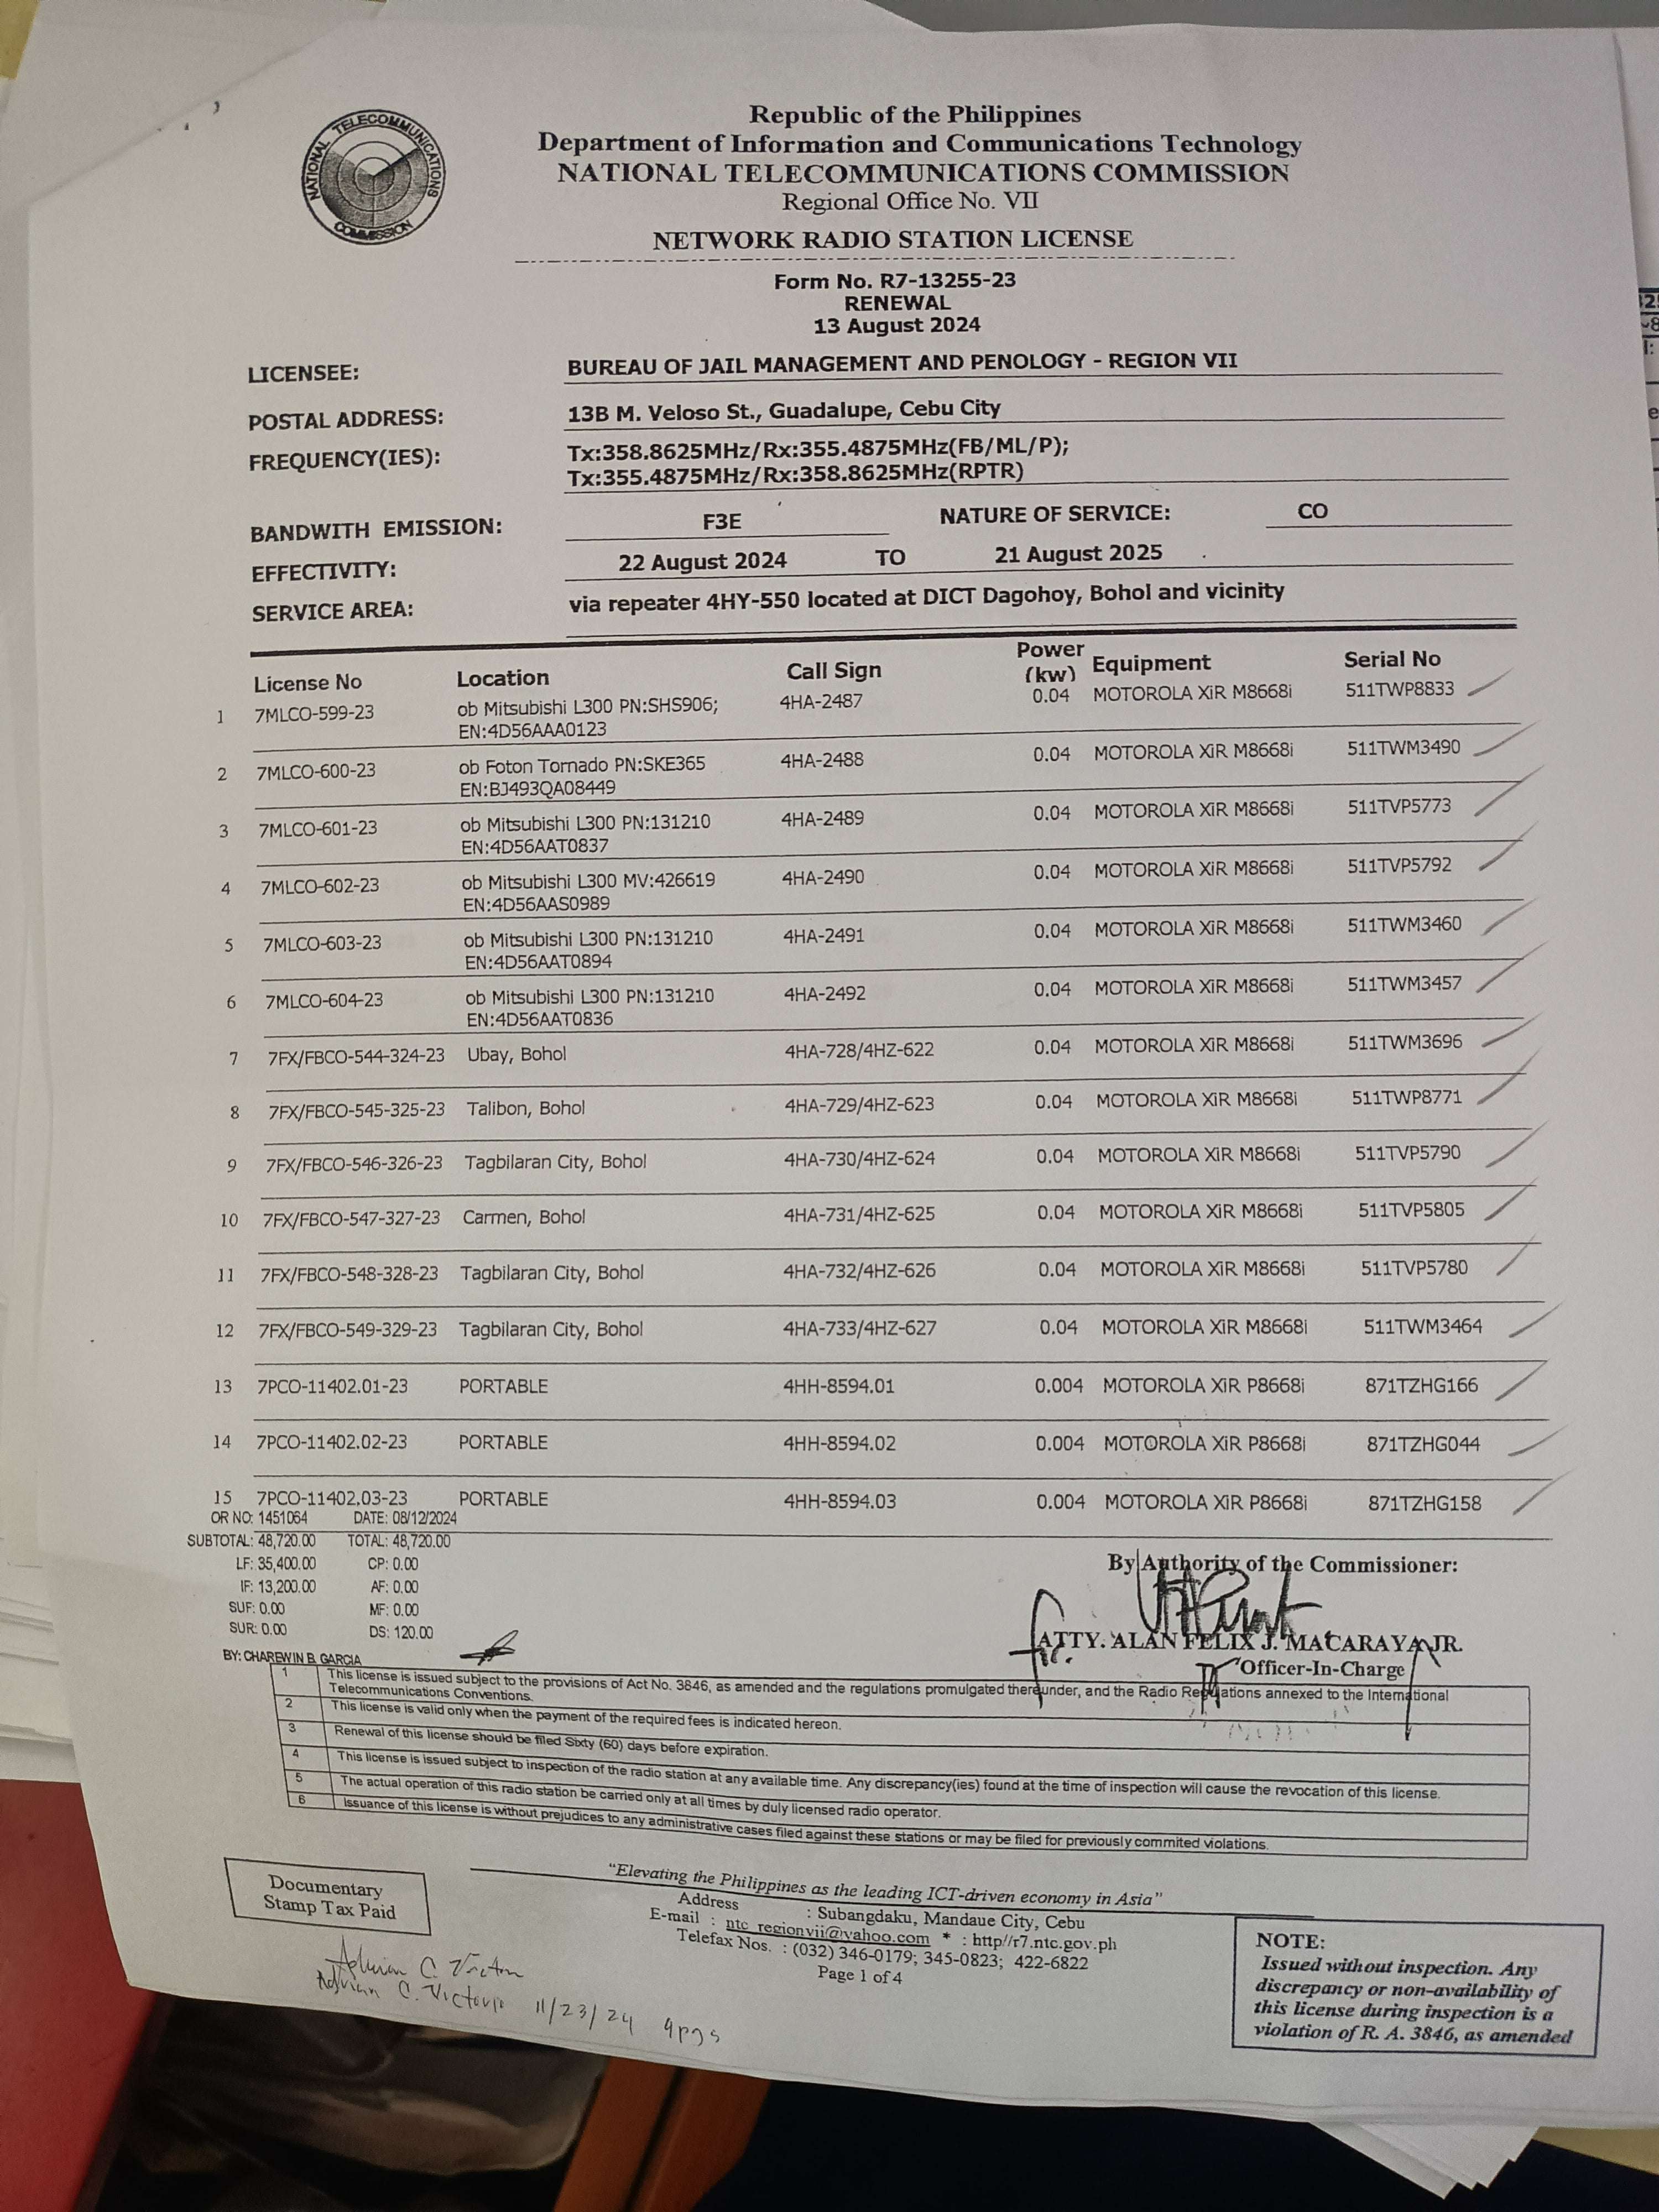 NATIONAL TELECOMMUNICATIONS COMMISSION
Republic of the Philippines
Department of Information and Communications Technology
NATIONAL TELECOMMUNICATIONS COMMISSION
Regional Office No. VII
NETWORK RADIO STATION LICENSE
Form No. R7-13255-23
RENEWAL
13 August 2024
LICENSEE: BUREAU OF JAIL MANAGEMENT AND PENOLOGY - REGION VII
POSTAL ADDRESS: 13B M. Veloso St., Guadalupe, Cebu City
FREQUENCY(IES): Tx:358.8625MHz/Rx:355.4875MHz(FB/ML/P);
Tx:355.4875MHz/Rx:358.8625MHz(RPTR)
BANDWITH EMISSION: F3E NATURE OF SERVICE: CO
EFFECTIVITY: 22 August 2024 TO 21 August 2025
SERVICE AREA: via repeater 4HY-550 located at DICT Dagohoy, Bohol and vicinity
License No Location Call Sign Power (kw) Equipment Serial No
1 7MLCO-599-23 ob Mitsubishi L300 PN:SHS906; 4HA-2487 0.04 MOTOROLA XiR M8668i 511TWP8833
EN:4D56AAA0123
2 7MLCO-600-23 ob Foton Tornado PN:SKE365 4HA-2488 0.04 MOTOROLA XiR M8668i 511TWM3490
EN:BJ493QA08449
3 7MLCO-601-23 ob Mitsubishi L300 PN:131210 4HA-2489 0.04 MOTOROLA XiR M8668i 511TVP5773
EN:4D56AAT0837
4 7MLCO-602-23 ob Mitsubishi L300 MV:426619 4HA-2490 0.04 MOTOROLA XiR M8668i 511TVP5792
EN:4D56AAS0989
5 7MLCO-603-23 ob Mitsubishi L300 PN:131210 4HA-2491 0.04 MOTOROLA XiR M8668i 511TWM3460
EN:4D56AAT0894
6 7MLCO-604-23 ob Mitsubishi L300 PN:131210 4HA-2492 0.04 MOTOROLA XiR M8668i 511TWM3457
EN:4D56AAT0836
7 7FX/FBCO-544-324-23 Ubay, Bohol 4HA-728/4HZ-622 0.04 MOTOROLA XiR M8668i 511TWM3696
8 7FX/FBCO-545-325-23 Talibon, Bohol 4HA-729/4HZ-623 0.04 MOTOROLA XiR M8668i 511TWP8771
9 7FX/FBCO-546-326-23 Tagbilaran City, Bohol 4HA-730/4HZ-624 0.04 MOTOROLA XiR M8668i 511TVP5790
10 7FX/FBCO-547-327-23 Carmen, Bohol 4HA-731/4HZ-625 0.04 MOTOROLA XiR M8668i 511TVP5805
11 7FX/FBCO-548-328-23 Tagbilaran City, Bohol 4HA-732/4HZ-626 0.04 MOTOROLA XiR M8668i 511TVP5780
12 7FX/FBCO-549-329-23 Tagbilaran City, Bohol 4HA-733/4HZ-627 0.04 MOTOROLA XiR M8668i 511TWM3464
13 7PCO-11402.01-23 PORTABLE 4HH-8594.01 0.004 MOTOROLA XiR P8668i 871TZHG166
14 7PCO-11402.02-23 PORTABLE 4HH-8594.02 0.004 MOTOROLA XiR P8668i 871TZHG044
15 7PCO-11402.03-23 PORTABLE 4HH-8594.03 0.004 MOTOROLA XiR P8668i 871TZHG158
OR NO: 1451064 DATE: 08/12/2024
SUBTOTAL: 48,720.00 TOTAL: 48,720.00
LF: 35,400.00 CP: 0.00
IF: 13,200.00 AF: 0.00
SUF: 0.00 MF: 0.00
SUR: 0.00 DS: 120.00
BY: CHAREWIN B. GARCIA
By Authority of the Commissioner:
for.
ATTY. ALAN FELIX J. MACARAYA, JR.
Officer-In-Charge
1 This license is issued subject to the provisions of Act No. 3846, as amended and the regulations promulgated thereunder, and the Radio Regulations annexed to the International
Telecommunications Conventions.
2 This license is valid only when the payment of the required fees is indicated hereon.
3 Renewal of this license should be filed Sixty (60) days before expiration.
4 This license is issued subject to inspection of the radio station at any available time. Any discrepancy(ies) found at the time of inspection will cause the revocation of this license.
5 The actual operation of this radio station be carried only at all times by duly licensed radio operator.
6 Issuance of this license is without prejudices to any administrative cases filed against these stations or may be filed for previously commited violations.
Documentary
Stamp Tax Paid
"Elevating the Philippines as the leading ICT-driven economy in Asia"
Address : Subangdaku, Mandaue City, Cebu
E-mail : ntc_regionvii@yahoo.com * : http//r7.ntc.gov.ph
Telefax Nos. : (032) 346-0179; 345-0823; 422-6822
Page 1 of 4
NOTE:
Issued without inspection. Any
discrepancy or non-availability of
this license during inspection is a
violation of R. A. 3846, as amended
Adrian C. Victorio 11/23/24 4pgs